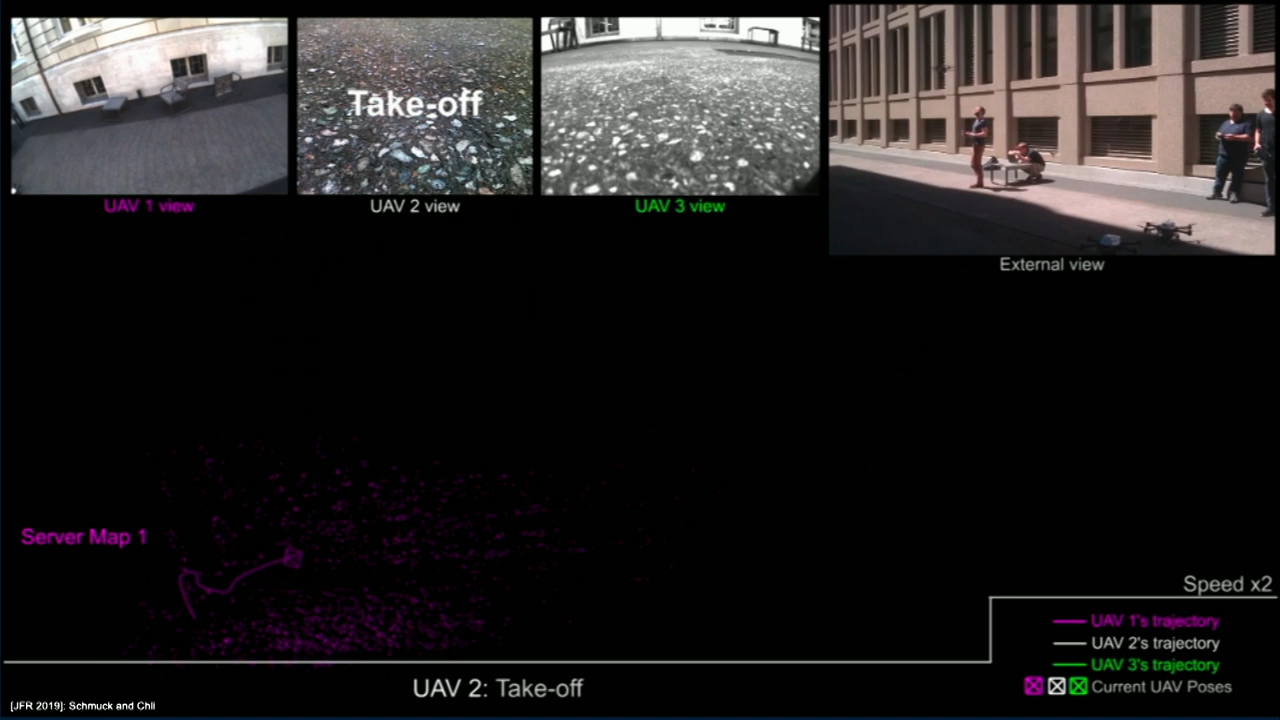 Take-off
UAV 1 view
UAV 2 view
UAV 3 view
External view
Server Map 1
Speed x2
UAV 1's trajectory
UAV 2's trajectory
UAV 3's trajectory
Current UAV Poses
UAV 2: Take-off
[JFR 2019]: Schmuck and Chli